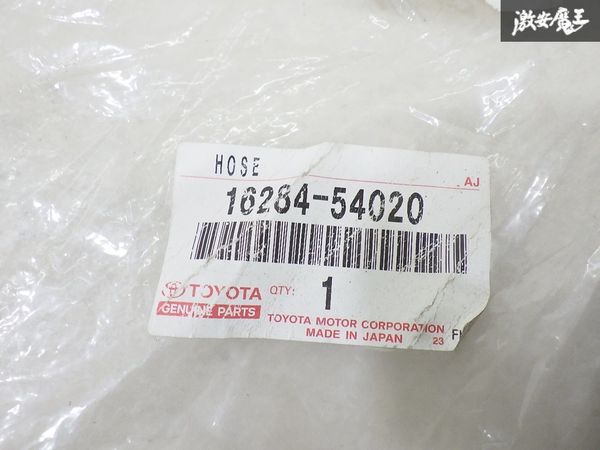 激安魔王
HOSE
AJ
16284-54020
TOYOTA QTY: 1
GENUINE PARTS
TOYOTA MOTOR CORPORATION
MADE IN JAPAN 23